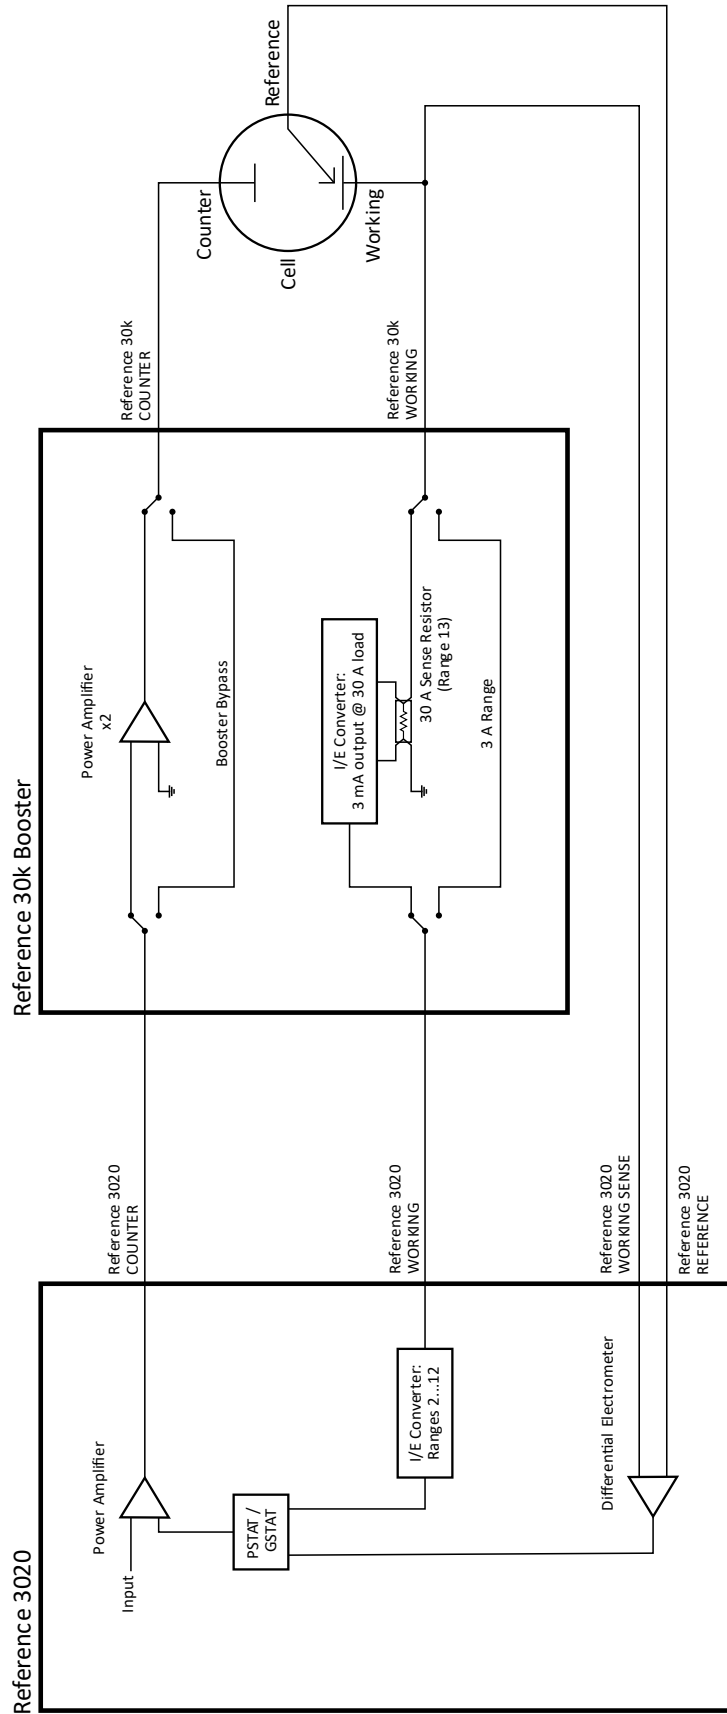 Reference 3020
Input
Power Amplifier
PSTAT /
GSTAT
I/E Converter:
Ranges 2...12
Differential Electrometer
Reference 3020
COUNTER
Reference 3020
WORKING
Reference 3020
WORKING SENSE
Reference 3020
REFERENCE
Reference 30k Booster
Power Amplifier
x2
Booster Bypass
I/E Converter:
3 mA output @ 30 A load
30 A Sense Resistor
(Range 13)
3 A Range
Reference 30k
COUNTER
Reference 30k
WORKING
Counter
Cell
Working
Reference